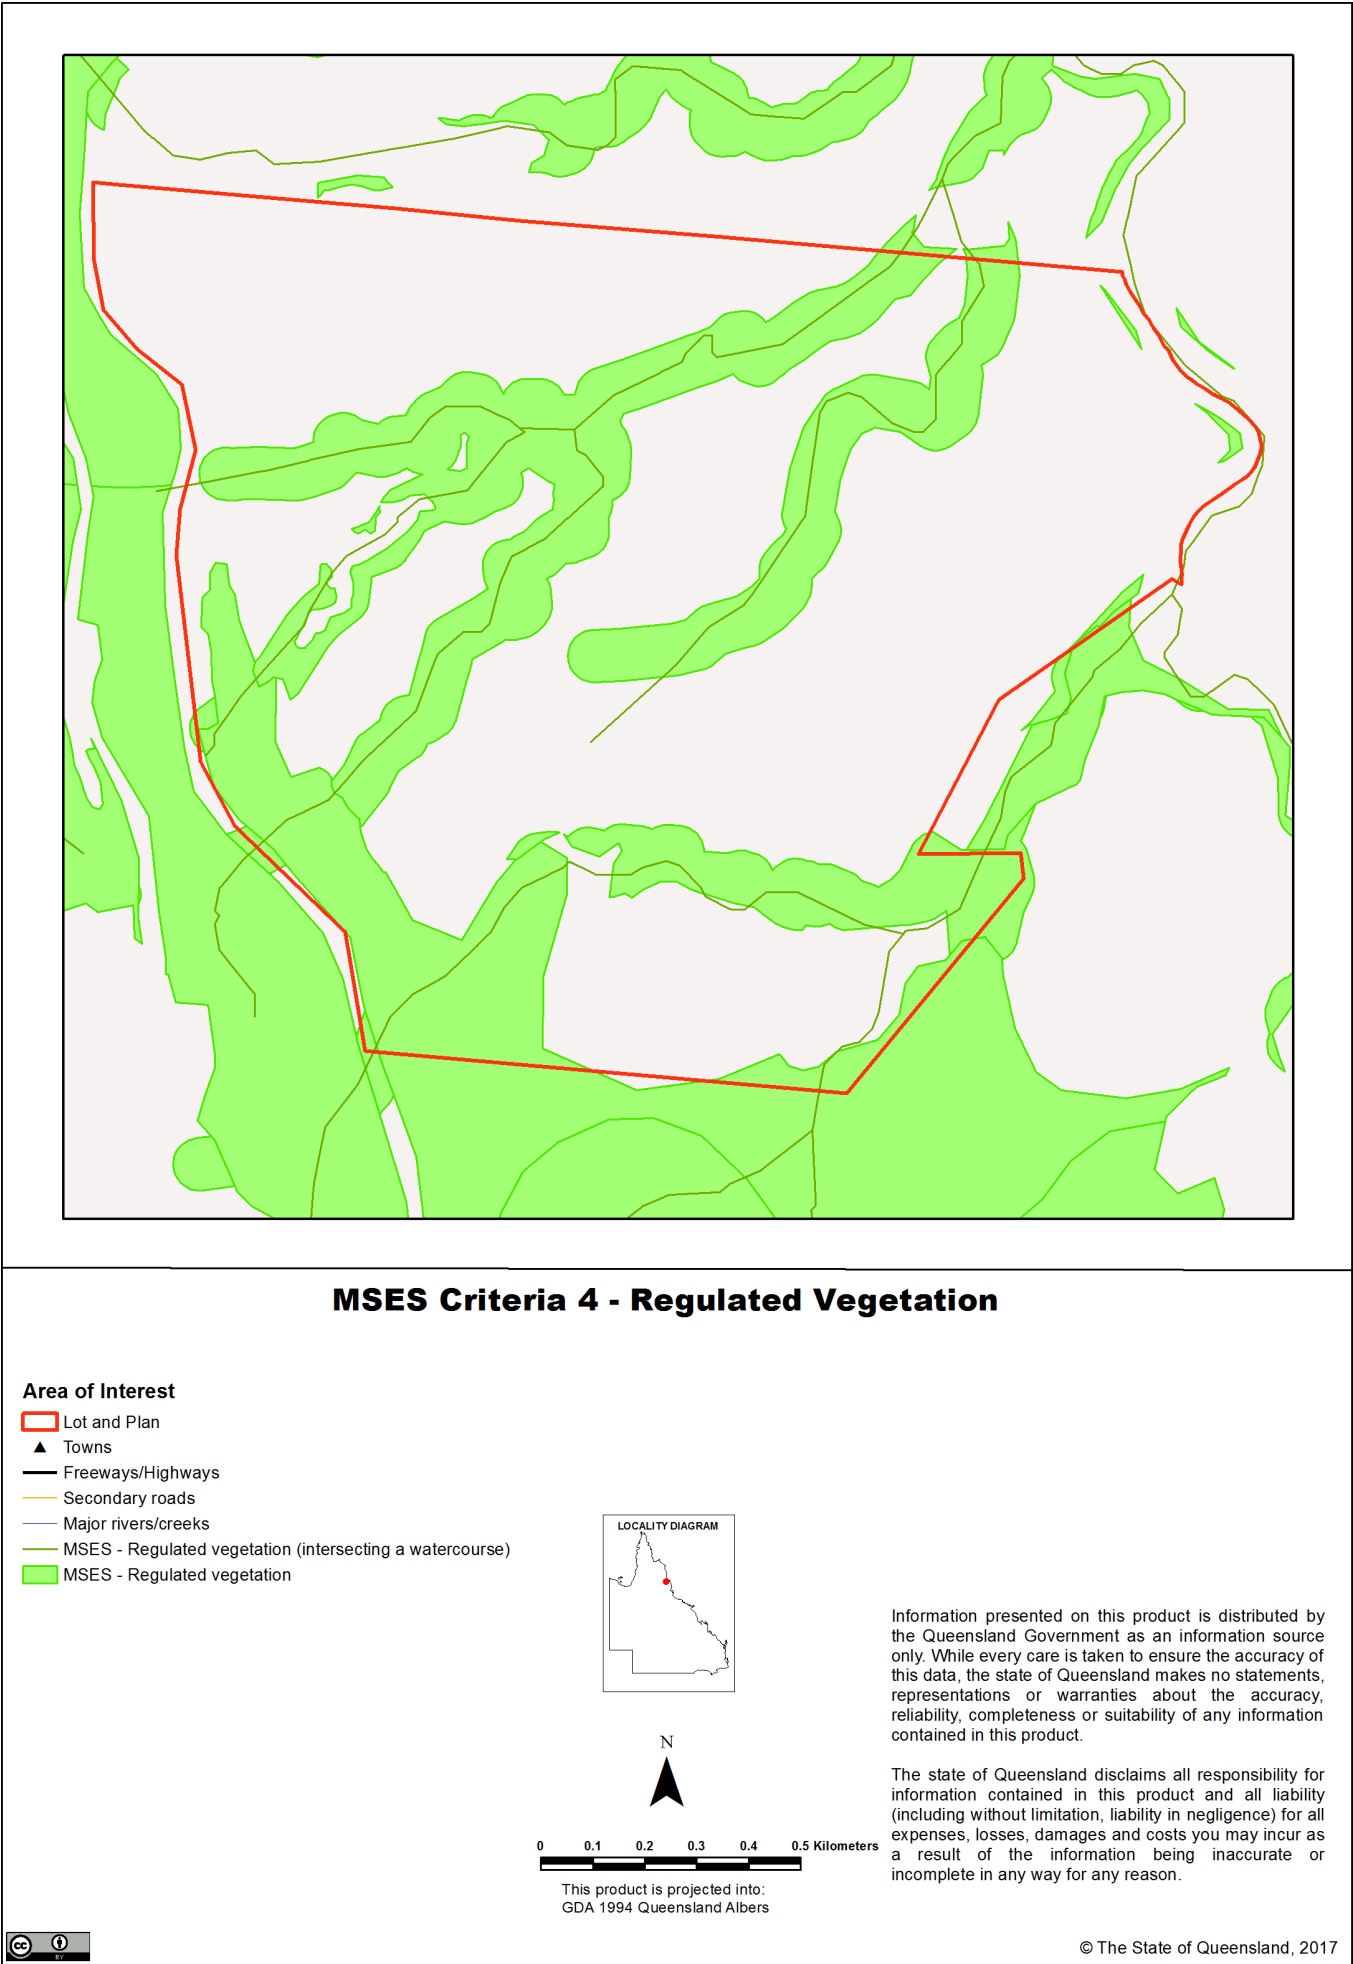 MSES Criteria 4 - Regulated Vegetation
Area of Interest
Lot and Plan
Towns
Freeways/Highways
Secondary roads
Major rivers/creeks
MSES - Regulated vegetation (intersecting a watercourse)
MSES - Regulated vegetation
LOCALITY DIAGRAM
N
0 0.1 0.2 0.3 0.4 0.5 Kilometers
This product is projected into:
GDA 1994 Queensland Albers
Information presented on this product is distributed by
the Queensland Government as an information source
only. While every care is taken to ensure the accuracy of
this data, the state of Queensland makes no statements,
representations or warranties about the accuracy,
reliability, completeness or suitability of any information
contained in this product.
The state of Queensland disclaims all responsibility for
information contained in this product and all liability
(including without limitation, liability in negligence) for all
expenses, losses, damages and costs you may incur as
a result of the information being inaccurate or
incomplete in any way for any reason.
cc
BY
© The State of Queensland, 2017